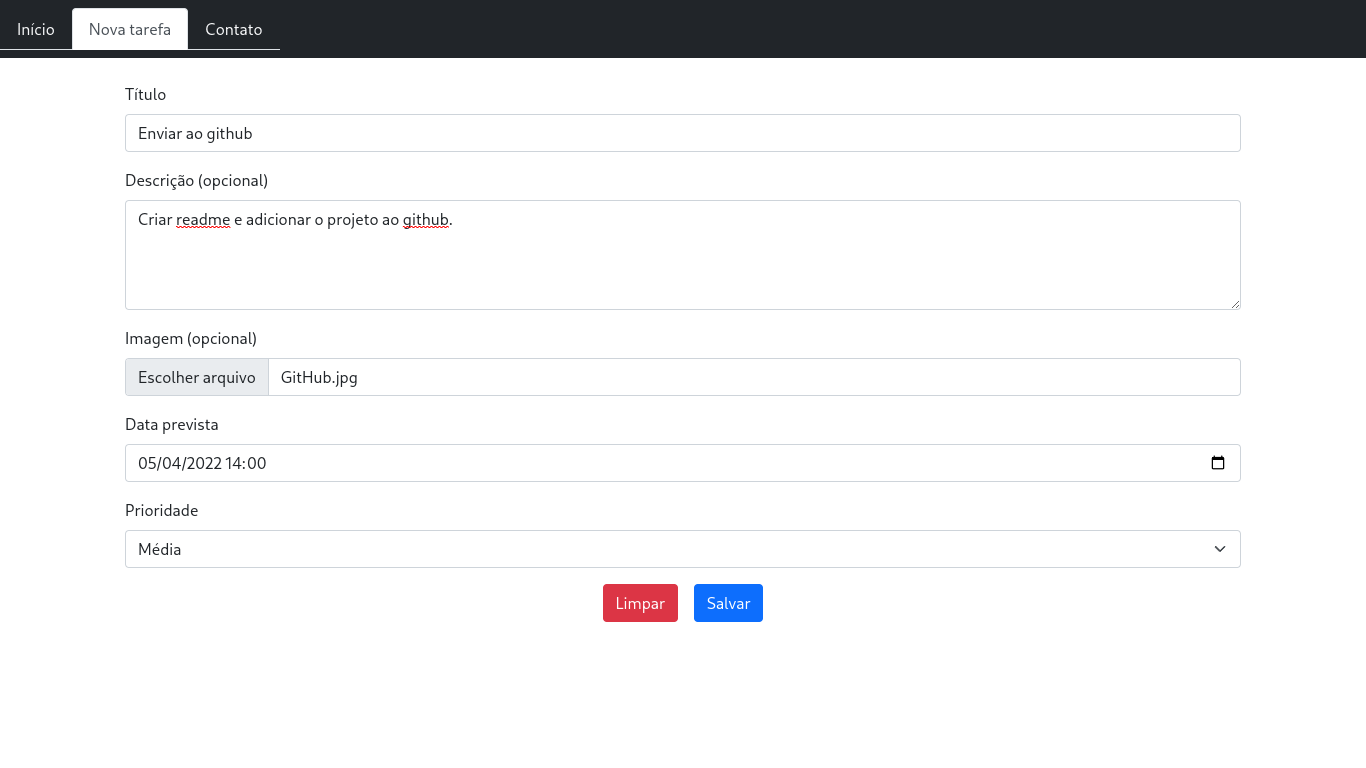 Início Nova tarefa Contato
Título
Enviar ao github
Descrição (opcional)
Criar readme e adicionar o projeto ao github.
Imagem (opcional)
Escolher arquivo GitHub.jpg
Data prevista
05/04/2022 14:00
Prioridade
Média
Limpar Salvar